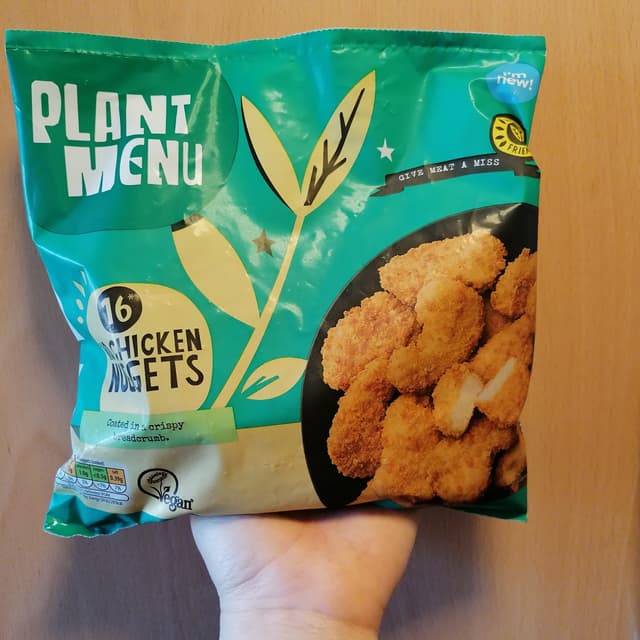 PLANT
MENU
I'm
new!
GIVE MEAT A MISS
16
CHICKEN
NUGGETS
Coated in a crispy
breadcrumb.
Vegan